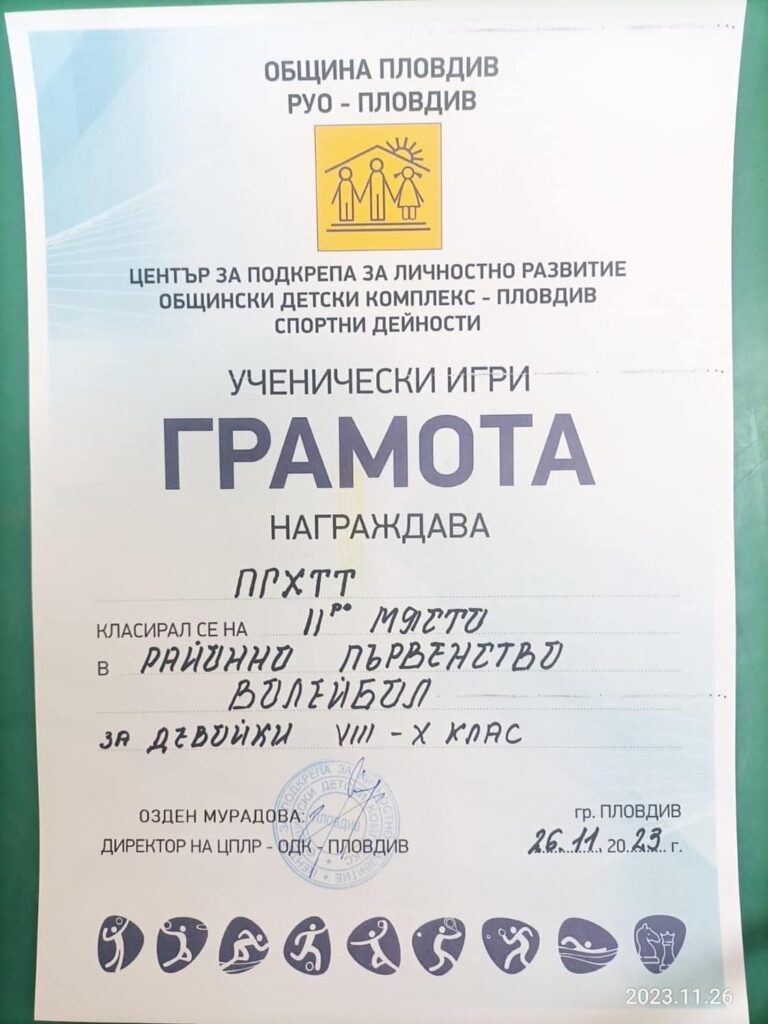 ОБЩИНА ПЛОВДИВ
РУО - ПЛОВДИВ
ЦЕНТЪР ЗА ПОДКРЕПА ЗА ЛИЧНОСТНО РАЗВИТИЕ
ОБЩИНСКИ ДЕТСКИ КОМПЛЕКС - ПЛОВДИВ
СПОРТНИ ДЕЙНОСТИ
УЧЕНИЧЕСКИ ИГРИ
ГРАМОТА
НАГРАЖДАВА
ПГХТТ
КЛАСИРАЛ СЕ НА II РО МЯСТО
В РАЙОННО ПЪРВЕНСТВО
ВОЛЕЙБОЛ
ЗА ДЕВОЙКИ VIII - X КЛАС
ОЗДЕН МУРАДОВА:
ДИРЕКТОР НА ЦПЛР - ОДК - ПЛОВДИВ
гр. ПЛОВДИВ
26.11. 2023 г.
2023.11.26